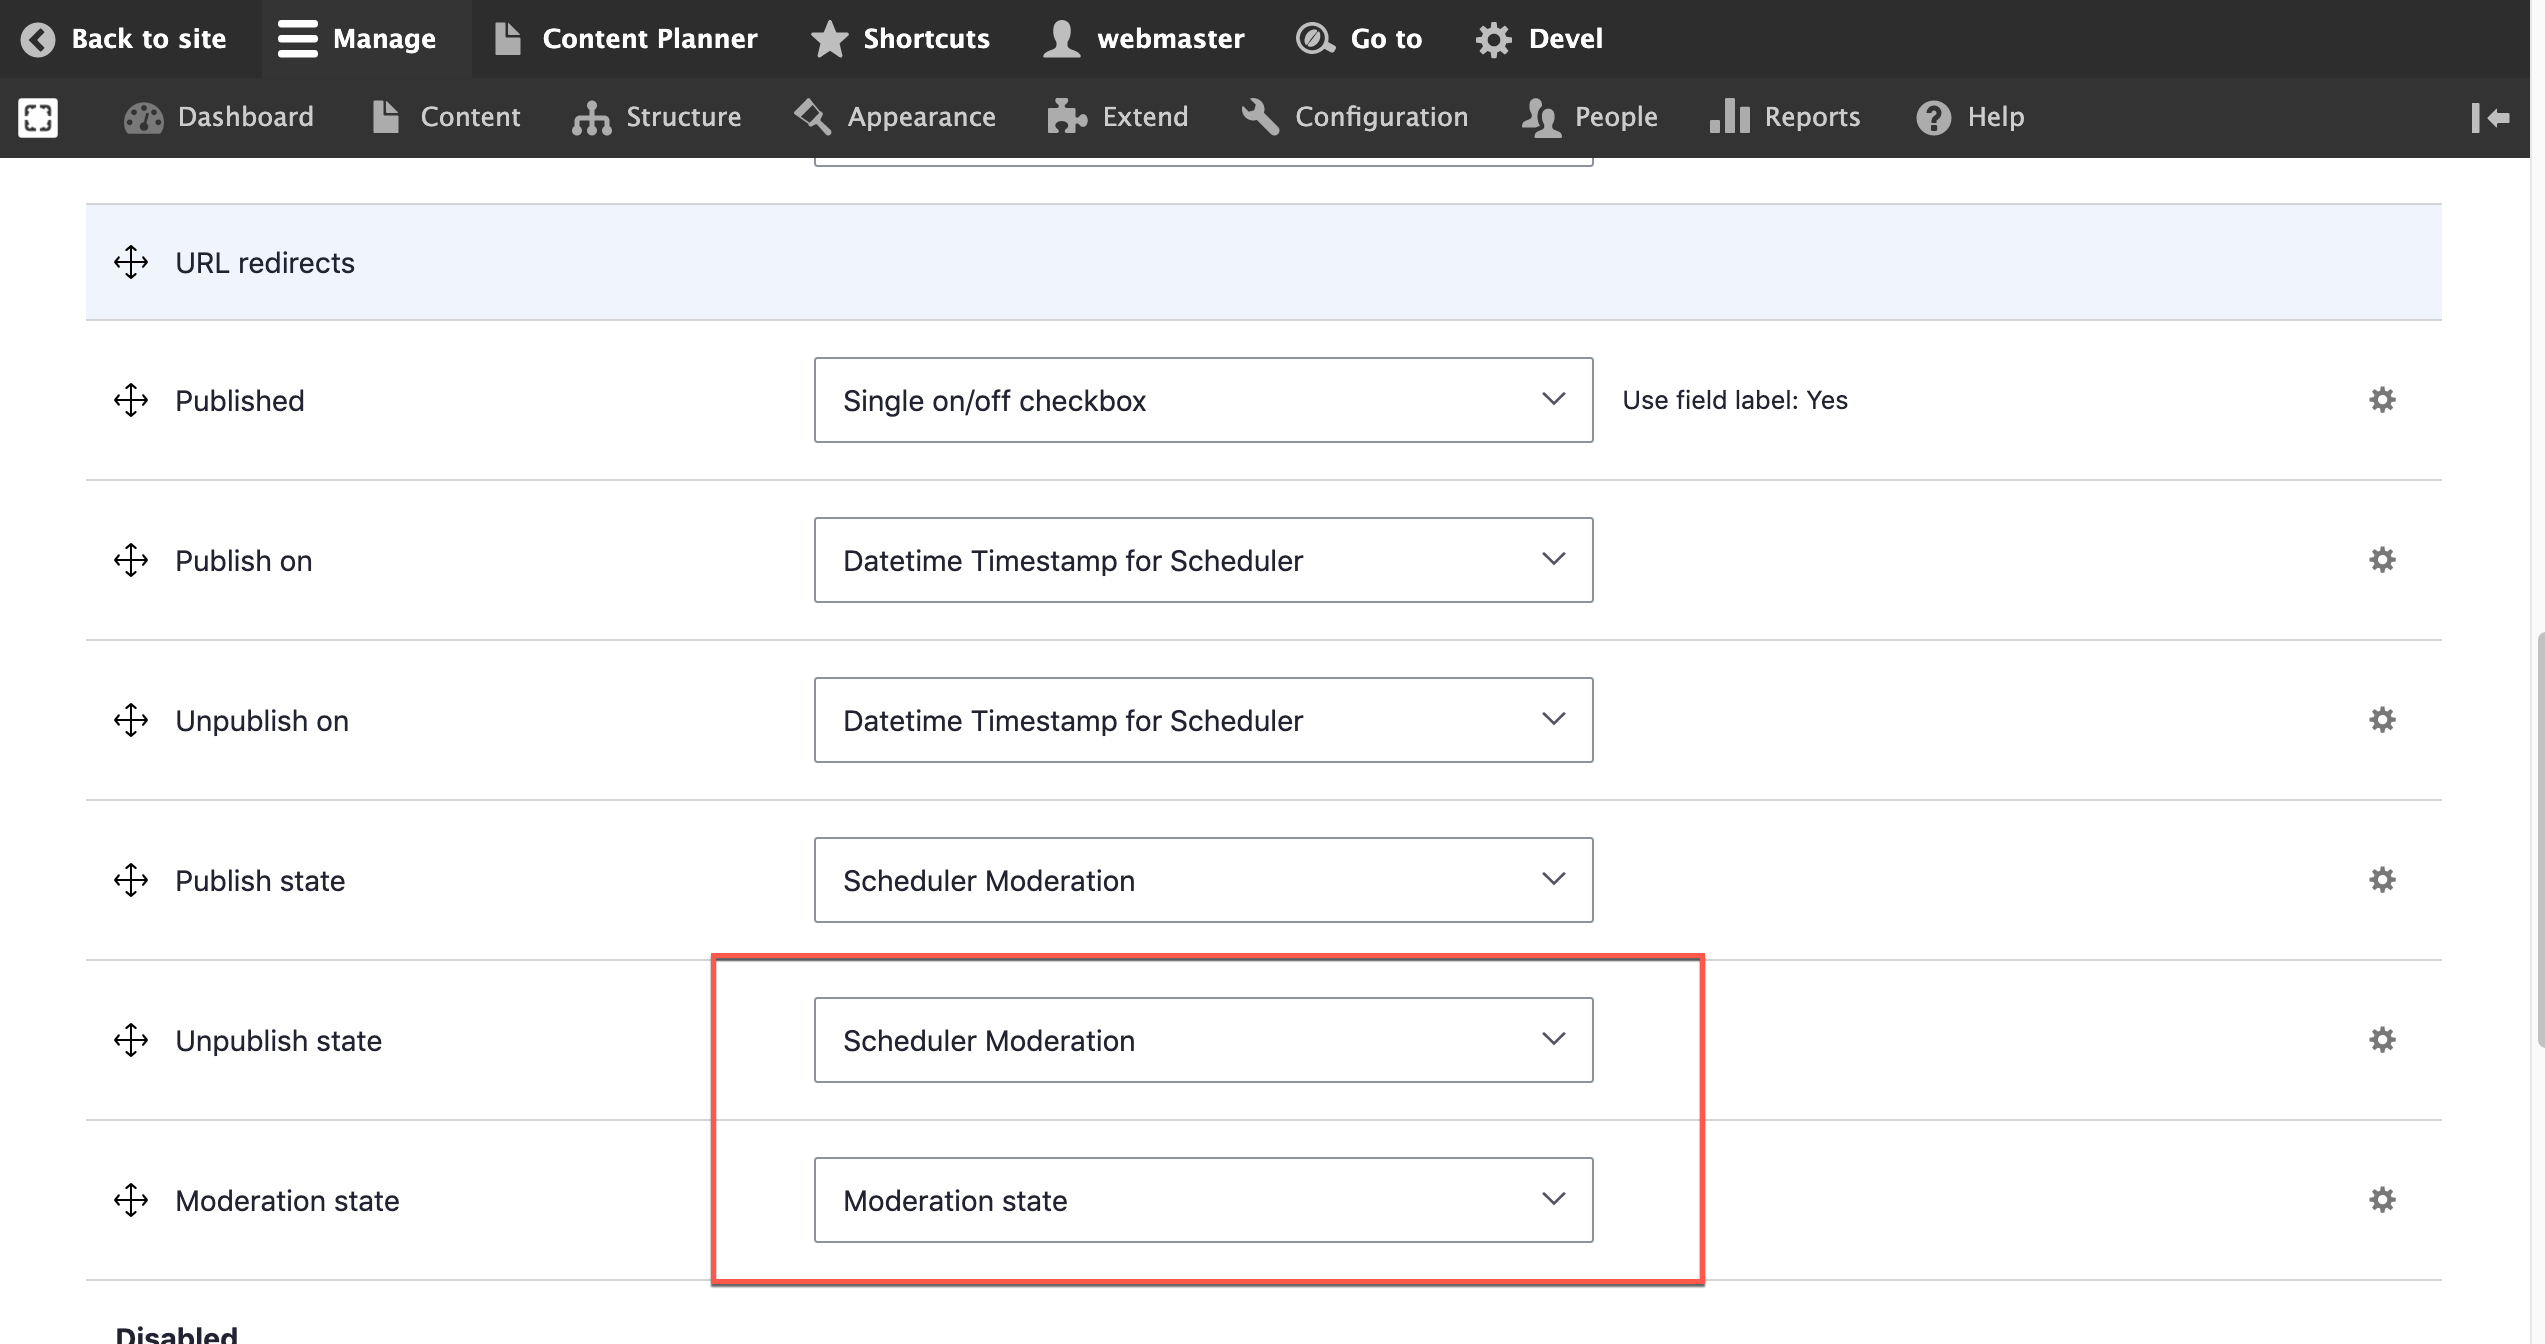 Back to site Manage Content Planner Shortcuts webmaster Go to Devel
Dashboard Content Structure Appearance Extend Configuration People Reports Help
URL redirects
Published Single on/off checkbox Use field label: Yes
Publish on Datetime Timestamp for Scheduler
Unpublish on Datetime Timestamp for Scheduler
Publish state Scheduler Moderation
Unpublish state Scheduler Moderation
Moderation state Moderation state
Disabled